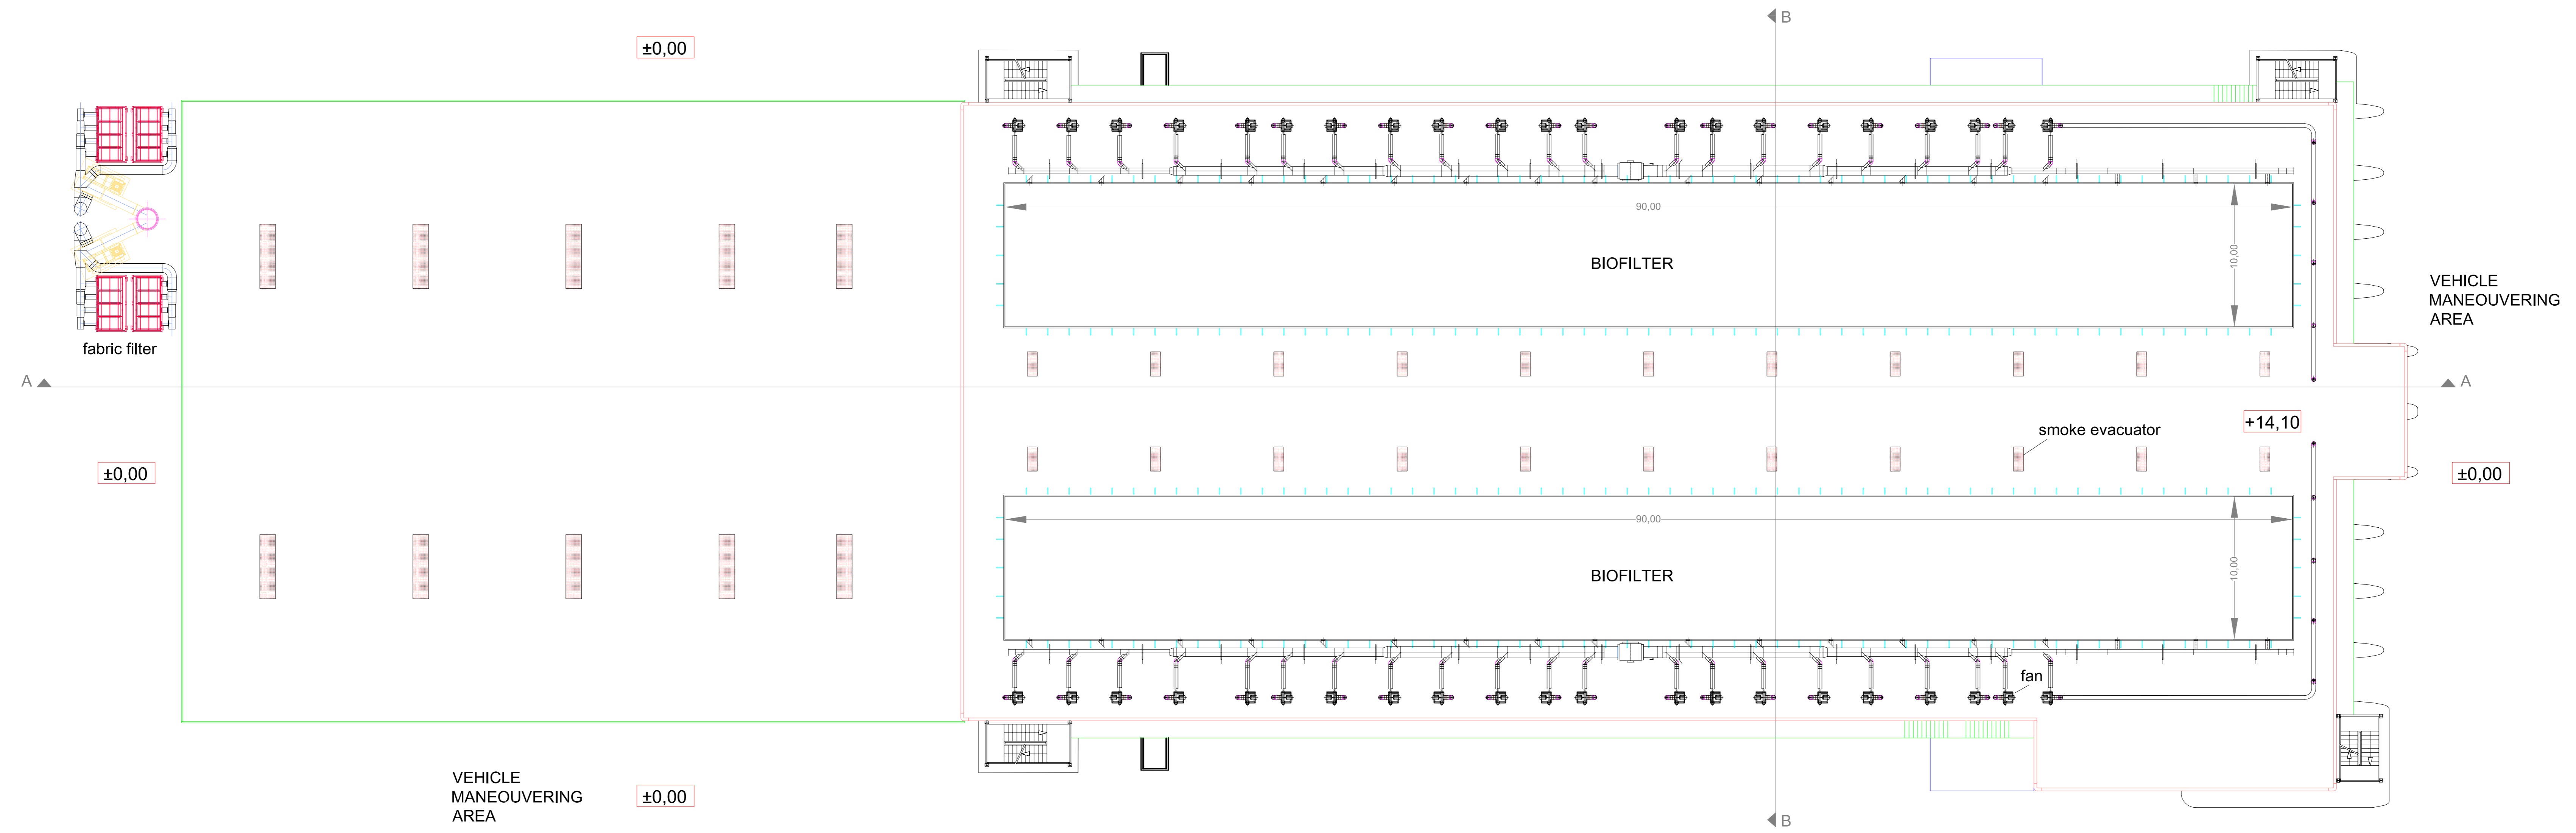 B
±0,00
90,00
10,00
BIOFILTER
VEHICLE
MANEOUVERING
AREA
fabric filter
A
A
smoke evacuator
+14,10
±0,00
±0,00
90,00
10,00
BIOFILTER
fan
VEHICLE
MANEOUVERING
AREA
±0,00
B